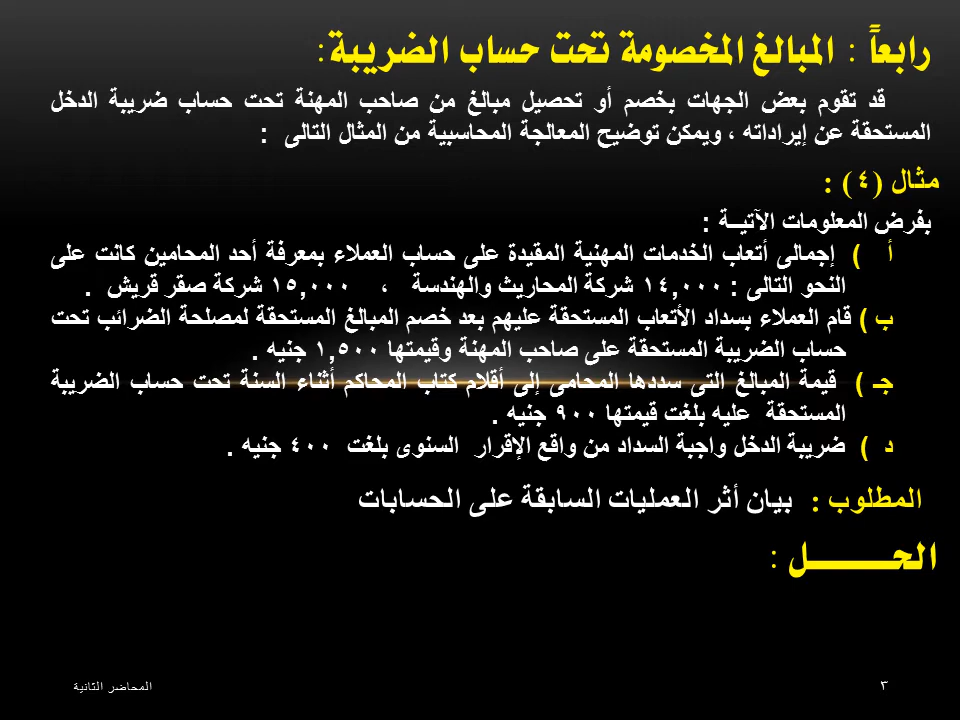 رابعاً : المبالغ المخصومة تحت حساب الضريبة:
قد تقوم بعض الجهات بخصم أو تحصيل مبالغ من صاحب المهنة تحت حساب ضريبة الدخل
المستحقة عن إيراداته ، ويمكن توضيح المعالجة المحاسبية من المثال التالى :
مثال (٤) :
بفرض المعلومات الآتيــة :
أ ) إجمالى أتعاب الخدمات المهنية المقيدة على حساب العملاء بمعرفة أحد المحامين كانت على
النحو التالى : ١٤,٠٠٠ شركة المحاريث والهندسة ، ١٥,٠٠٠ شركة صقر قريش .
ب ) قام العملاء بسداد الأتعاب المستحقة عليهم بعد خصم المبالغ المستحقة لمصلحة الضرائب تحت
حساب الضريبة المستحقة على صاحب المهنة وقيمتها ١,٥٠٠ جنيه .
جـ ) قيمة المبالغ التى سددها المحامى إلى أقلام كتاب المحاكم أثناء السنة تحت حساب الضريبة
المستحقة عليه بلغت قيمتها ٩٠٠ جنيه .
د ) ضريبة الدخل واجبة السداد من واقع الإقرار السنوى بلغت ٤٠٠ جنيه .
المطلوب : بيان أثر العمليات السابقة على الحسابات
الحـــــــل :
المحاضر الثانية ٣